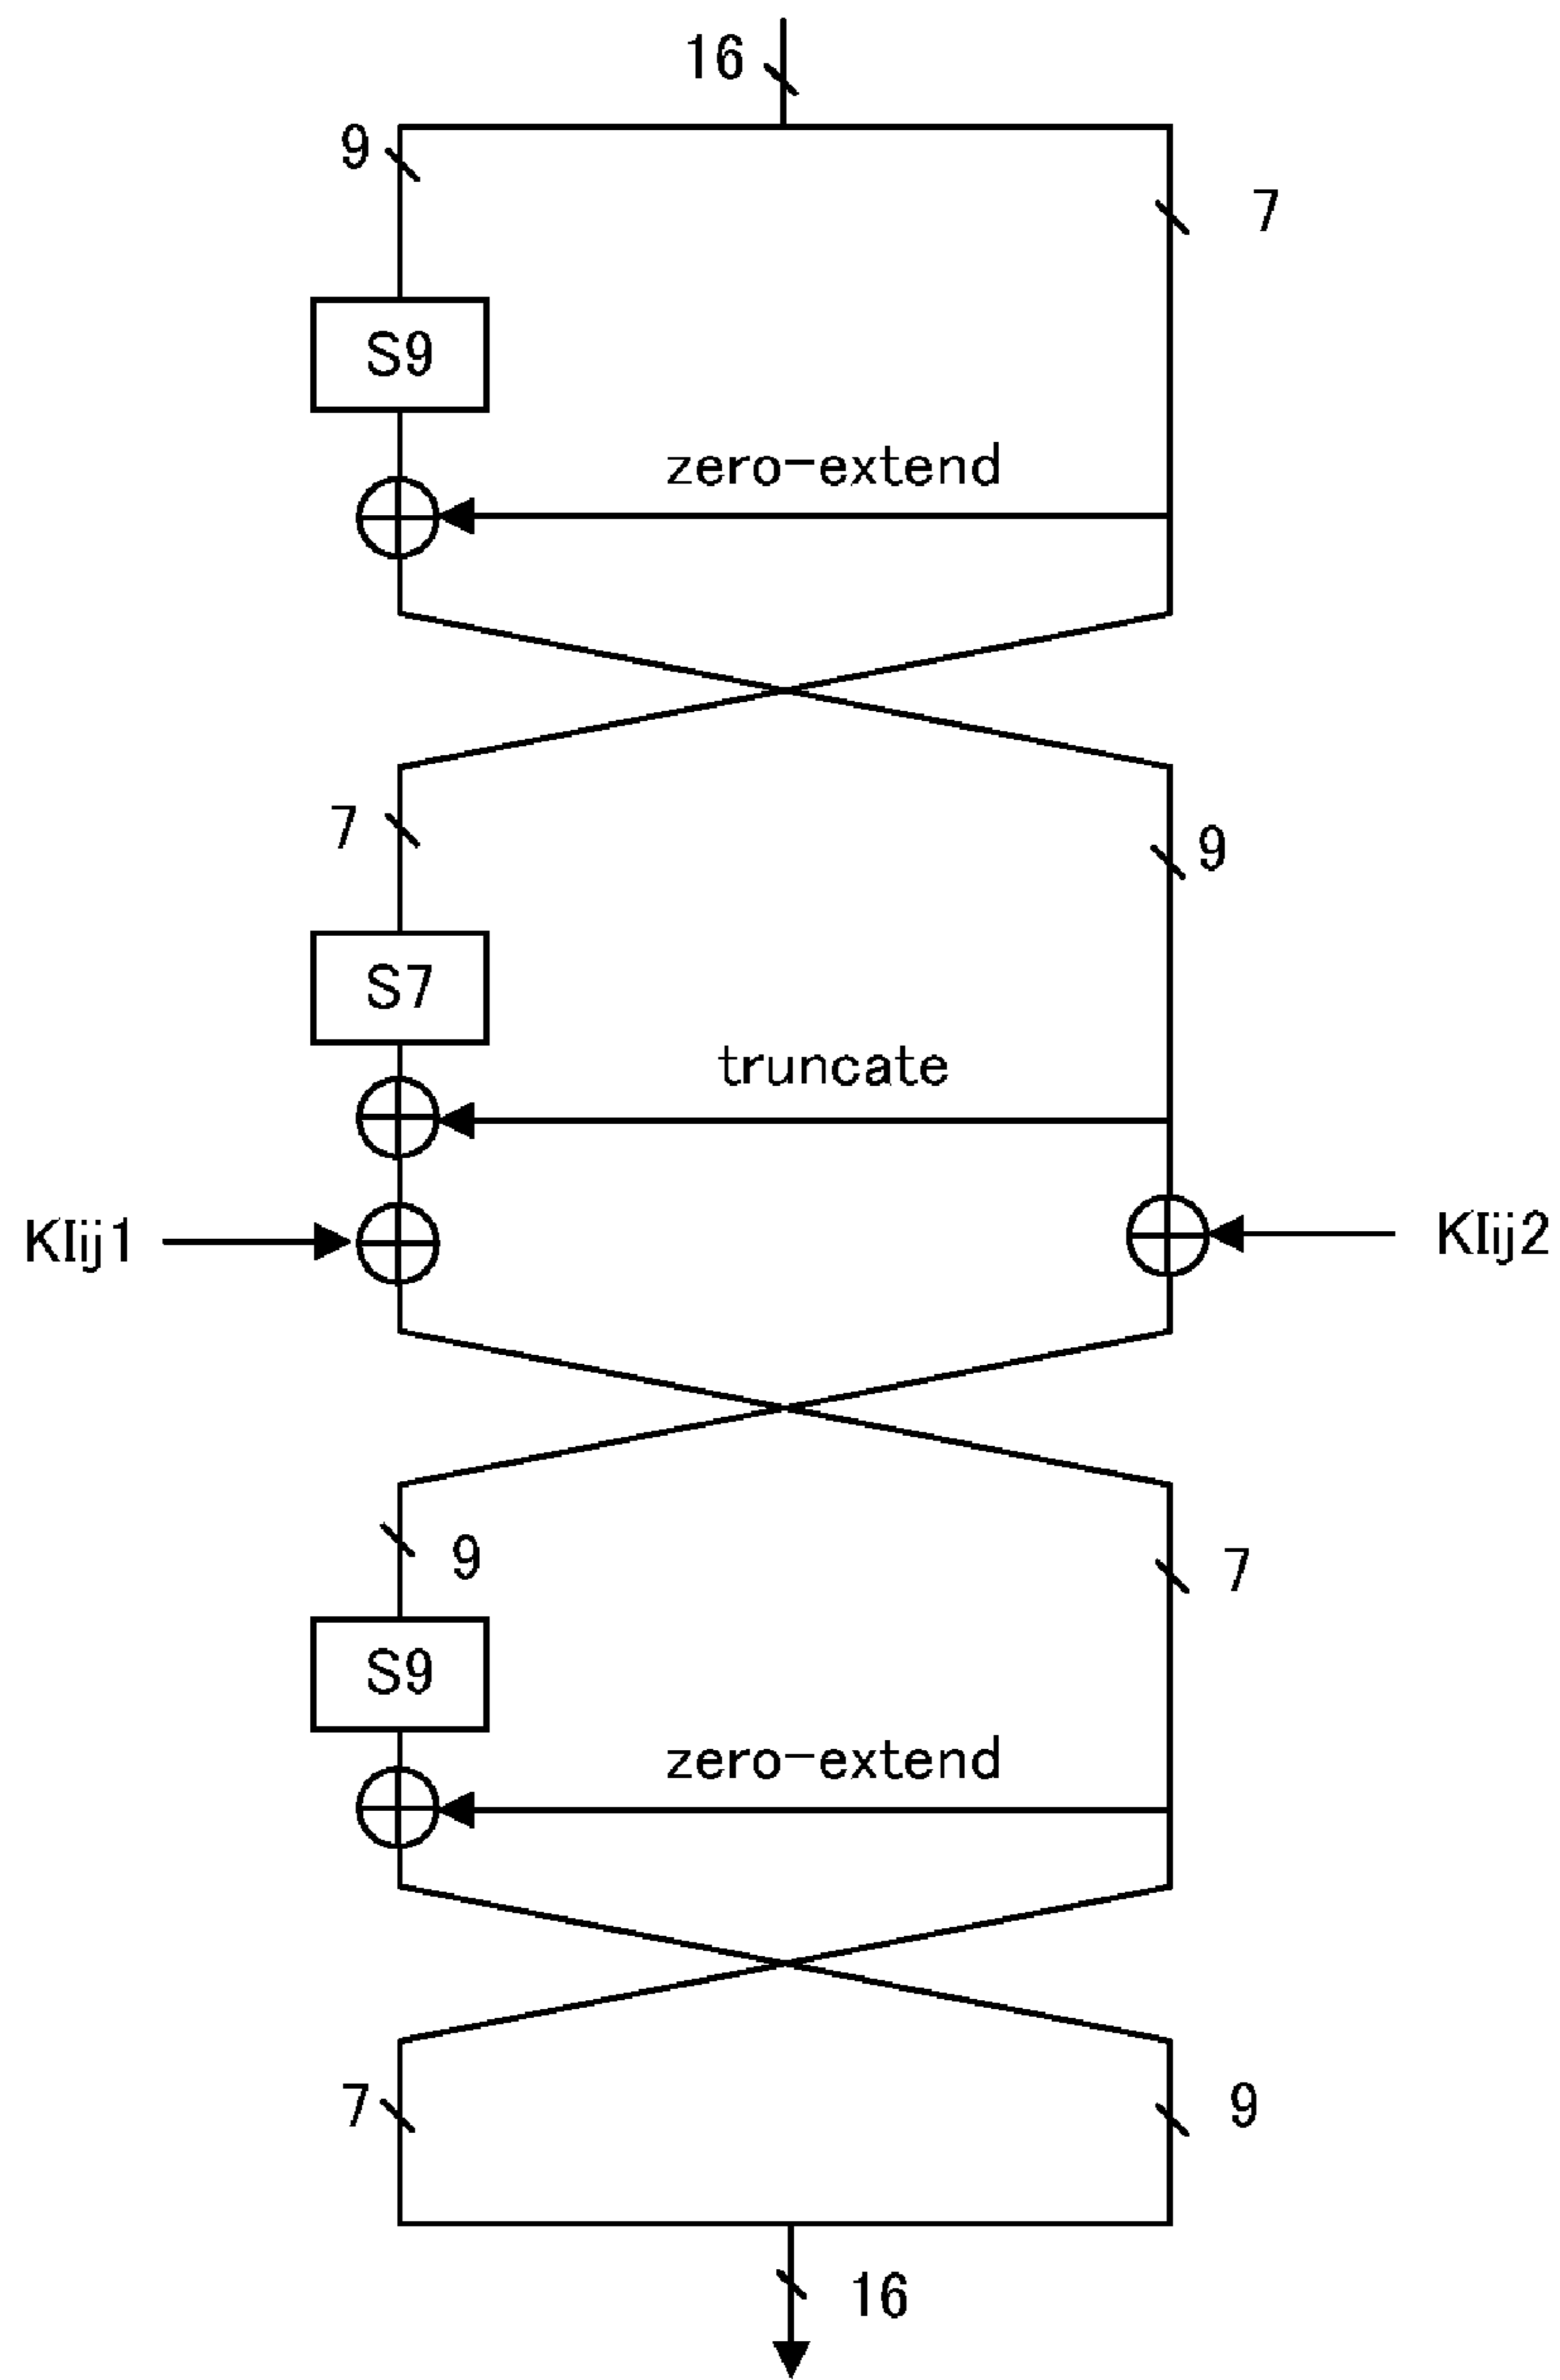 16
9
7
S9
zero-extend
7
9
S7
truncate
KIij1
KIij2
9
7
S9
zero-extend
7
9
16